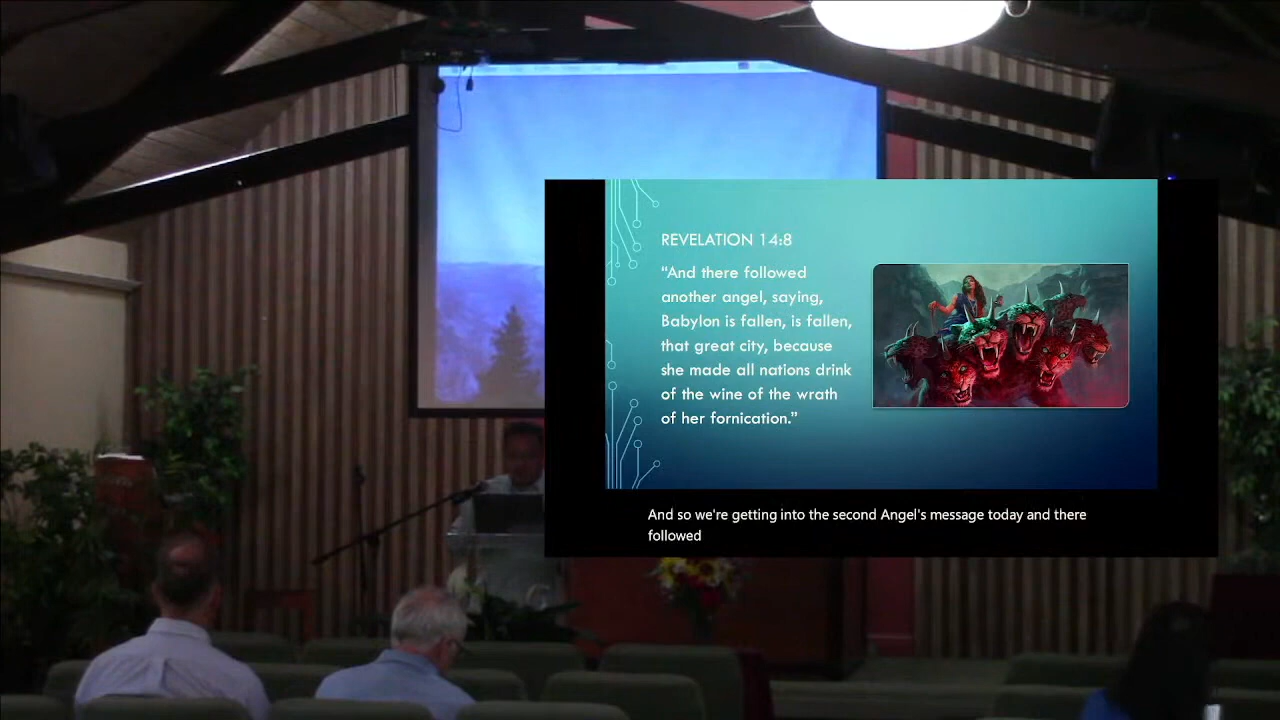 REVELATION 14:8
“And there followed
another angel, saying,
Babylon is fallen, is fallen,
that great city, because
she made all nations drink
of the wine of the wrath
of her fornication.”
And so we're getting into the second Angel's message today and there
followed